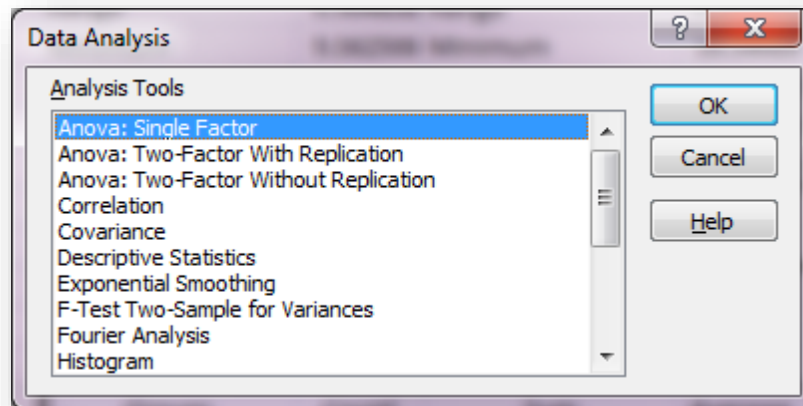 Data Analysis
Analysis Tools
Anova: Single Factor
Anova: Two-Factor With Replication
Anova: Two-Factor Without Replication
Correlation
Covariance
Descriptive Statistics
Exponential Smoothing
F-Test Two-Sample for Variances
Fourier Analysis
Histogram
OK
Cancel
Help